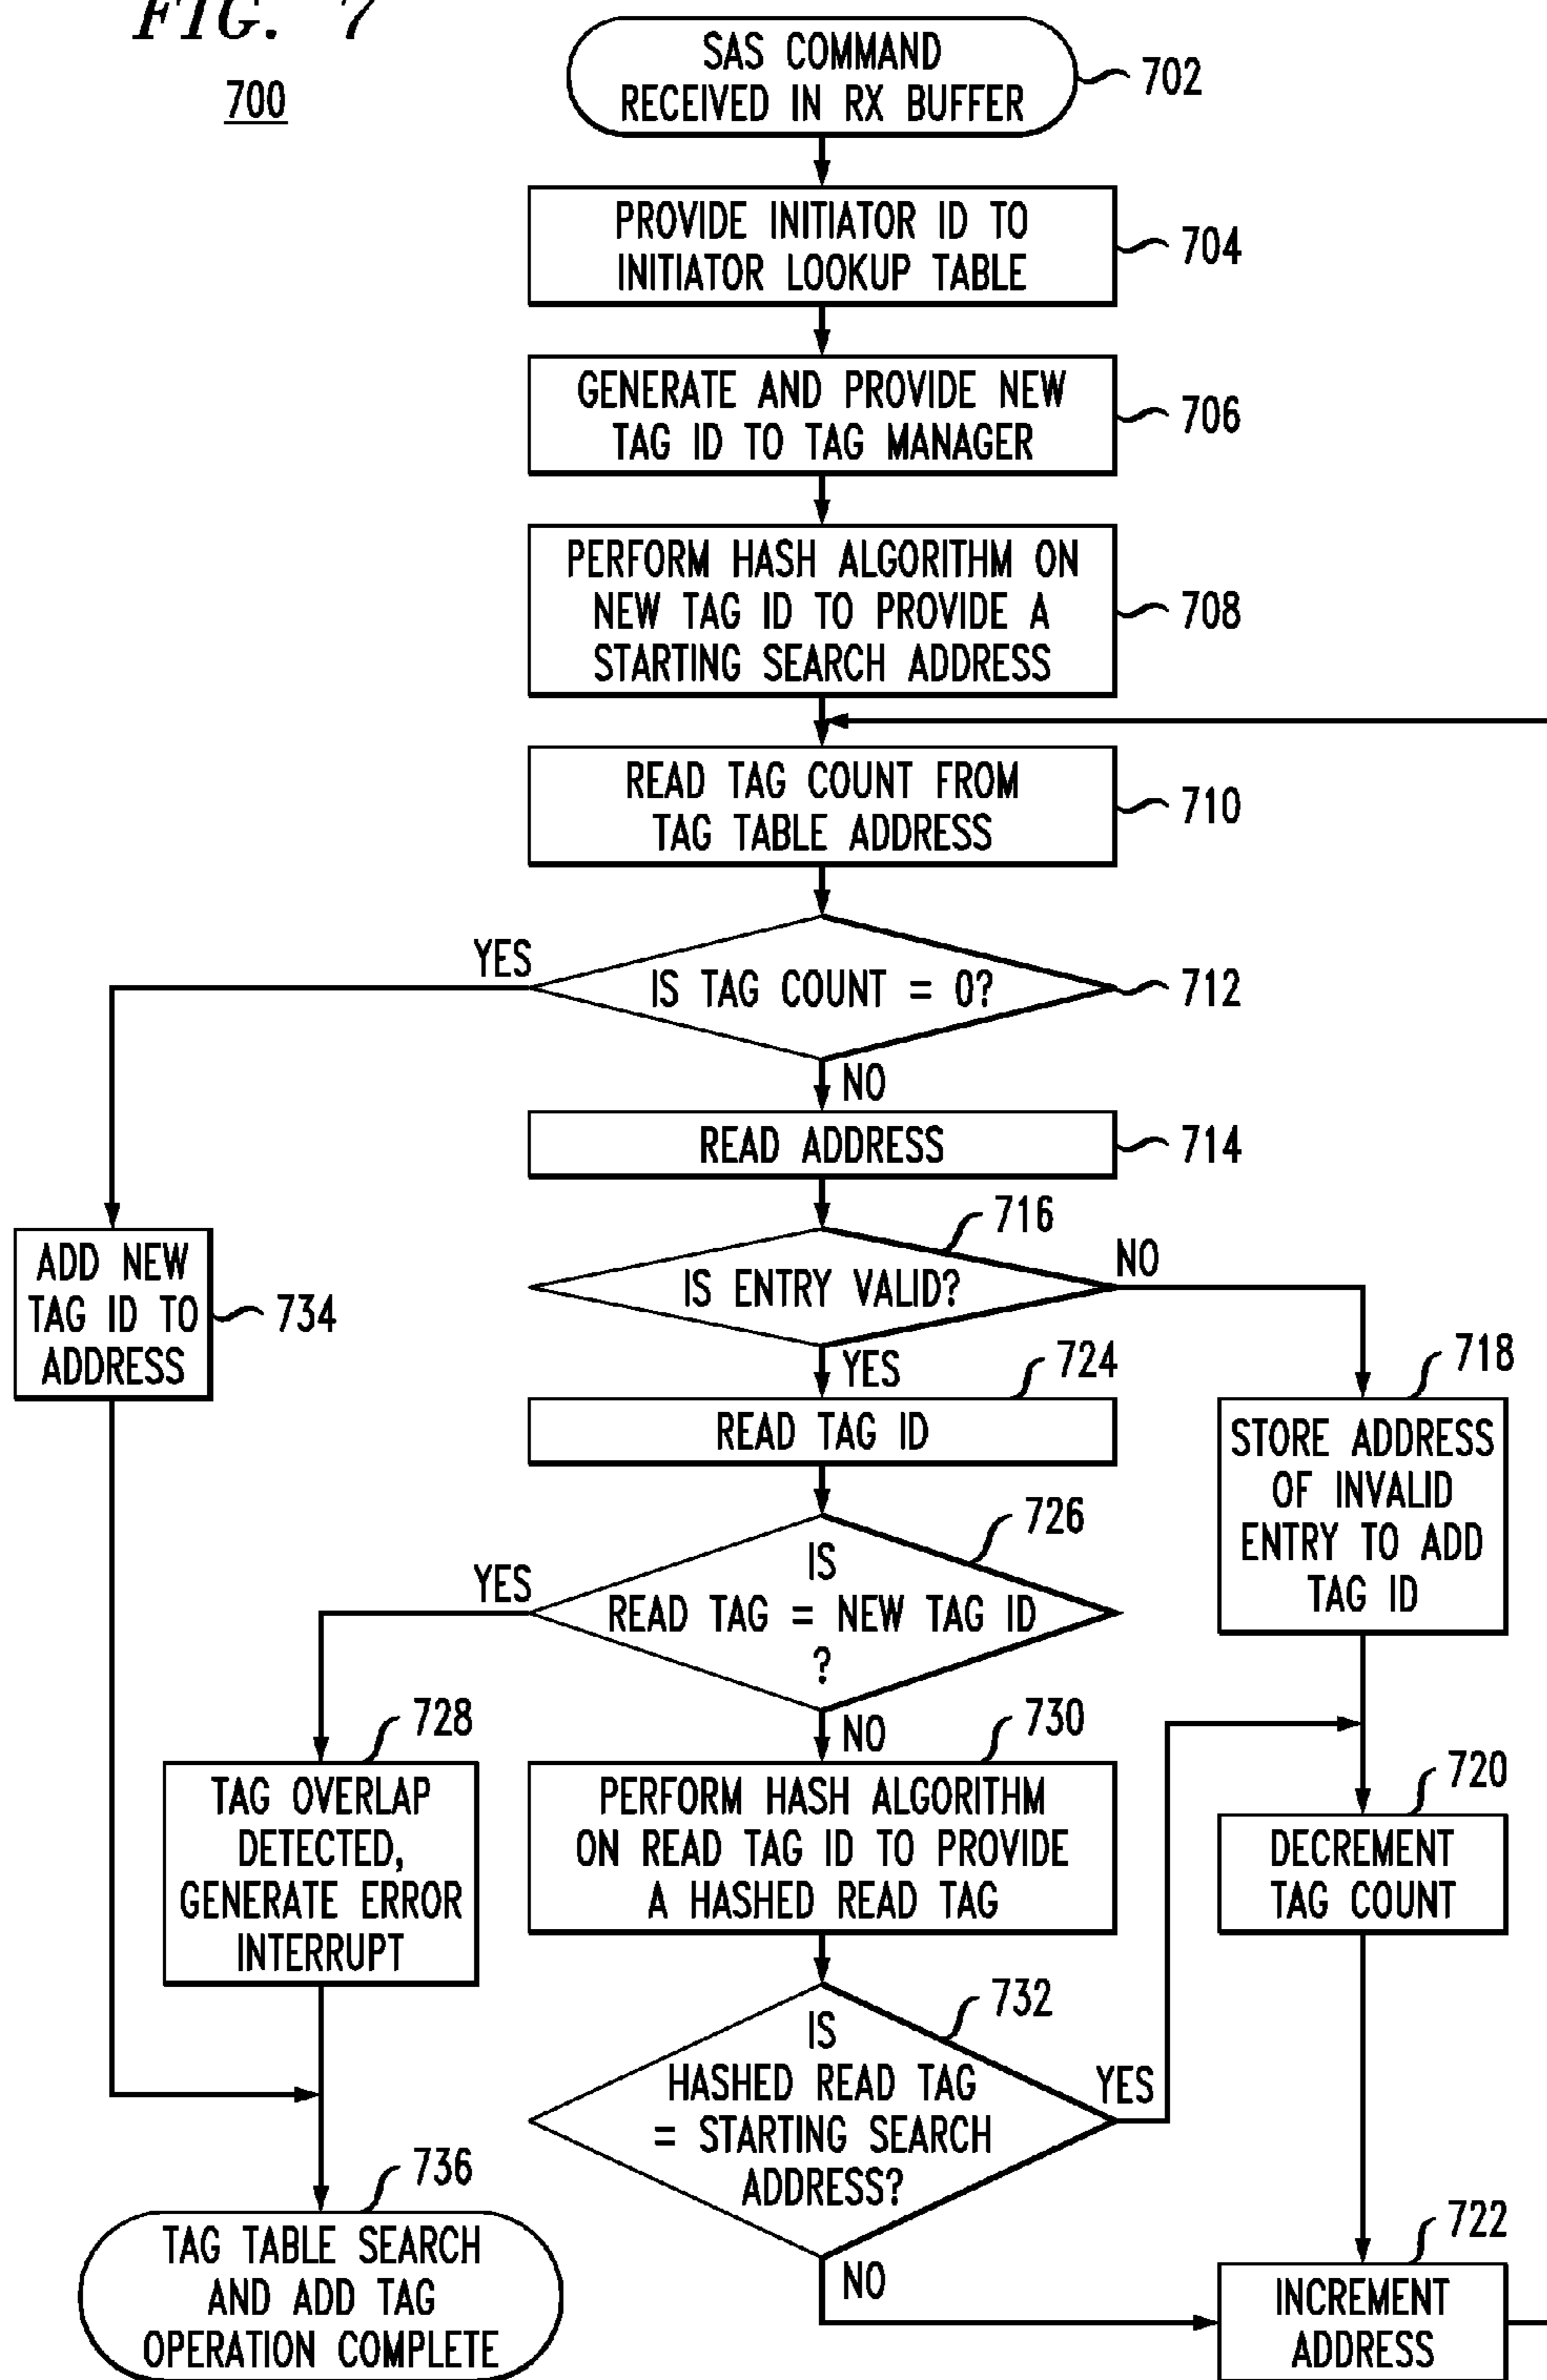 FIG. 7
700
SAS COMMAND
RECEIVED IN RX BUFFER
702
PROVIDE INITIATOR ID TO
INITIATOR LOOKUP TABLE
704
GENERATE AND PROVIDE NEW
TAG ID TO TAG MANAGER
706
PERFORM HASH ALGORITHM ON
NEW TAG ID TO PROVIDE A
STARTING SEARCH ADDRESS
708
READ TAG COUNT FROM
TAG TABLE ADDRESS
710
YES
IS TAG COUNT = 0?
712
NO
READ ADDRESS
714
716
IS ENTRY VALID?
NO
ADD NEW
TAG ID TO
ADDRESS
734
YES
724
718
READ TAG ID
STORE ADDRESS
OF INVALID
ENTRY TO ADD
TAG ID
726
YES
IS
READ TAG = NEW TAG ID
?
728
NO
730
TAG OVERLAP
DETECTED,
GENERATE ERROR
INTERRUPT
PERFORM HASH ALGORITHM
ON READ TAG ID TO PROVIDE
A HASHED READ TAG
720
DECREMENT
TAG COUNT
732
IS
HASHED READ TAG
= STARTING SEARCH
ADDRESS?
YES
NO
736
TAG TABLE SEARCH
AND ADD TAG
OPERATION COMPLETE
722
INCREMENT
ADDRESS